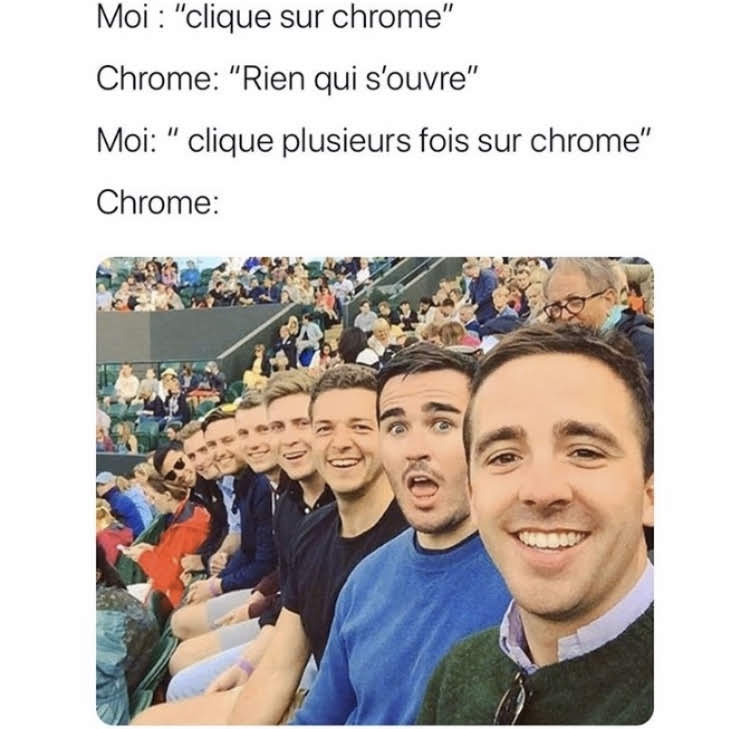 Moi : "clique sur chrome"
Chrome: "Rien qui s'ouvre"
Moi: " clique plusieurs fois sur chrome"
Chrome: